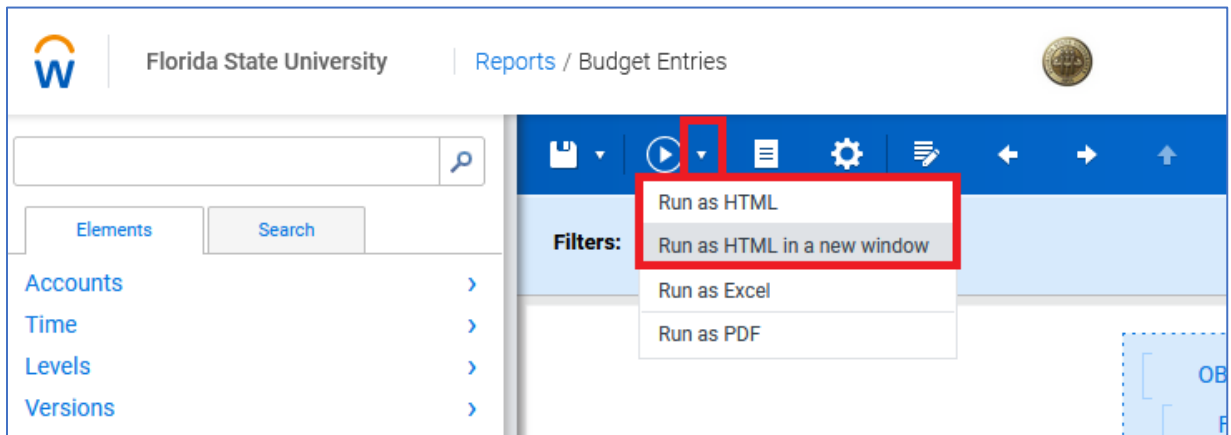 Florida State University
Reports / Budget Entries
Elements
Search
Accounts
Time
Levels
Versions
Filters:
Run as HTML
Run as HTML in a new window
Run as Excel
Run as PDF
OB
F